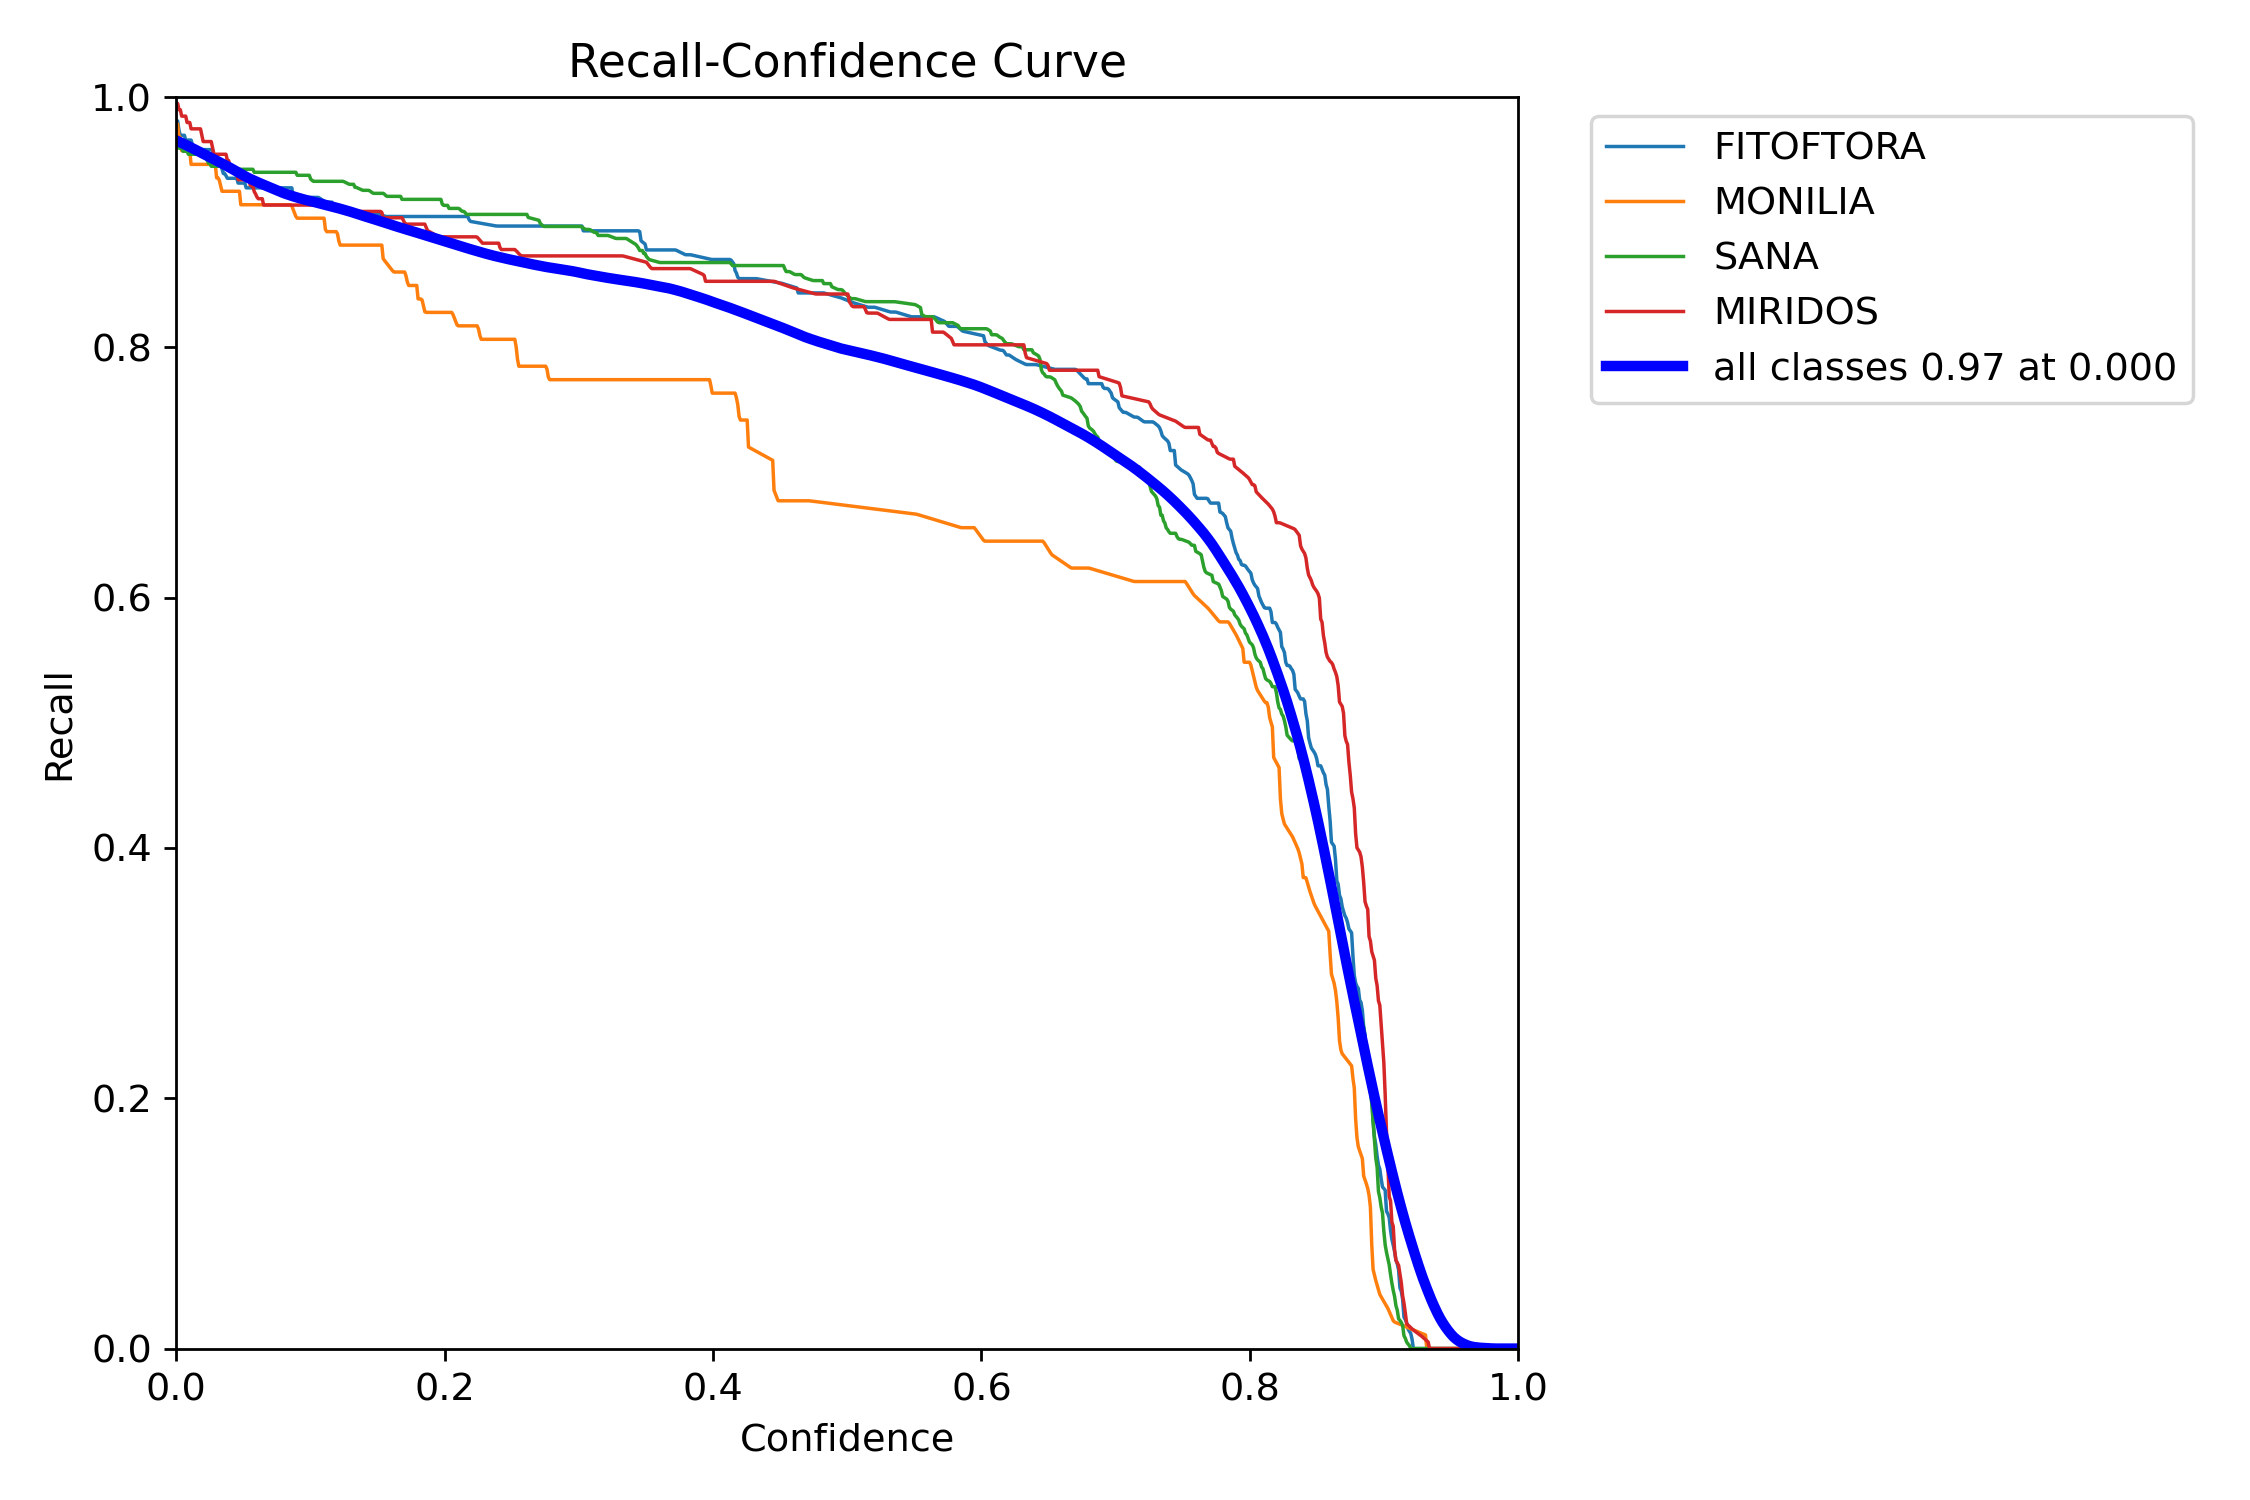 Recall-Confidence Curve
1.0
0.8
0.6
0.4
0.2
0.0
Recall
0.0 0.2 0.4 0.6 0.8 1.0
Confidence
FITOFTORA
MONILIA
SANA
MIRIDOS
all classes 0.97 at 0.000